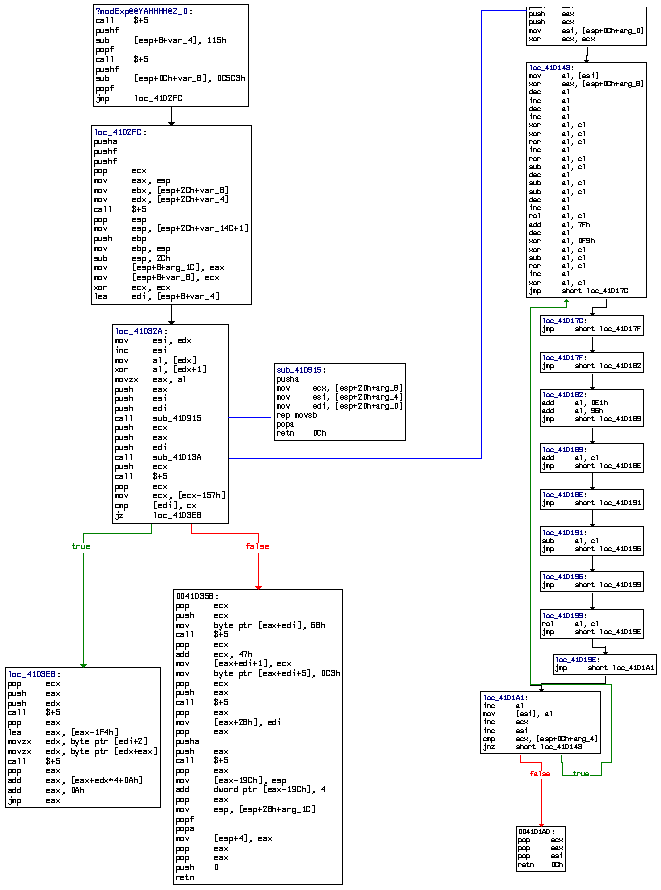 ?modExp@@YAHHHH@Z_0:
call $+5
pushf
sub [esp+8+var_4], 115h
popf
call $+5
pushf
sub [esp+0Ch+var_8], 0C5C3h
popf
jmp loc_41D2FC
loc_41D2FC:
pusha
pushf
pushf
pop ecx
mov eax, esp
mov ebx, [esp+2Ch+var_8]
mov edx, [esp+2Ch+var_4]
call $+5
pop esp
mov esp, [esp+2Ch+var_14C+1]
push ebp
mov ebp, esp
sub esp, 2Ch
mov [esp+8+arg_1C], eax
mov [esp+8+var_8], ecx
xor ecx, ecx
lea edi, [esp+8+var_4]
loc_41D32A:
mov esi, edx
inc esi
mov al, [edx]
xor al, [edx+1]
movzx eax, al
push eax
push esi
push edi
call sub_41D915
push ecx
push eax
push edi
call sub_41D13A
push ecx
call $+5
pop ecx
mov ecx, [ecx-157h]
cmp [edi], cx
jz loc_41D3EB
sub_41D915:
pusha
mov ecx, [esp+20h+arg_8]
mov esi, [esp+20h+arg_4]
mov edi, [esp+20h+arg_0]
rep movsb
popa
retn 0Ch
true
false
0041D35B:
pop ecx
push ecx
mov byte ptr [eax+edi], 68h
call $+5
pop ecx
add ecx, 47h
mov [eax+edi+1], ecx
mov byte ptr [eax+edi+5], 0C3h
pop ecx
push eax
call $+5
pop eax
mov [eax+28h], edi
pop eax
pusha
push eax
call $+5
pop eax
mov [eax-19Ch], esp
add dword ptr [eax-19Ch], 4
pop eax
mov esp, [esp+28h+arg_1C]
popf
popa
mov [esp+4], eax
pop eax
pop eax
push 0
retn
loc_41D3EB:
pop ecx
push eax
push edx
call $+5
pop eax
lea eax, [eax-1F4h]
movzx edx, byte ptr [edi+2]
movzx edx, byte ptr [edx+eax]
call $+5
pop eax
add eax, [eax+edx*4+0Ah]
add eax, 0Ah
jmp eax
push eax
push ecx
mov esi, [esp+0Ch+arg_0]
xor ecx, ecx
loc_41D148:
mov al, [esi]
xor eax, [esp+0Ch+arg_8]
dec al
inc al
dec al
inc al
xor al, cl
xor al, cl
ror al, cl
inc al
ror al, cl
sub al, cl
dec al
sub al, cl
sub al, cl
dec al
inc al
rol al, cl
add al, 7Fh
dec al
xor al, 0F9h
sub al, cl
ror al, cl
inc al
xor al, cl
jmp short loc_41D17C
loc_41D17C:
jmp short loc_41D17F
loc_41D17F:
jmp short loc_41D182
loc_41D182:
add al, 0E1h
add al, 96h
jmp short loc_41D189
loc_41D189:
add al, cl
jmp short loc_41D18E
loc_41D18E:
jmp short loc_41D191
loc_41D191:
sub al, cl
jmp short loc_41D196
loc_41D196:
jmp short loc_41D199
loc_41D199:
rol al, cl
jmp short loc_41D19E
loc_41D19E:
jmp short loc_41D1A1
loc_41D1A1:
inc al
mov [esi], al
inc ecx
inc esi
cmp ecx, [esp+0Ch+arg_4]
jnz short loc_41D148
false
true
0041D1AD:
pop ecx
pop eax
pop esi
retn 0Ch